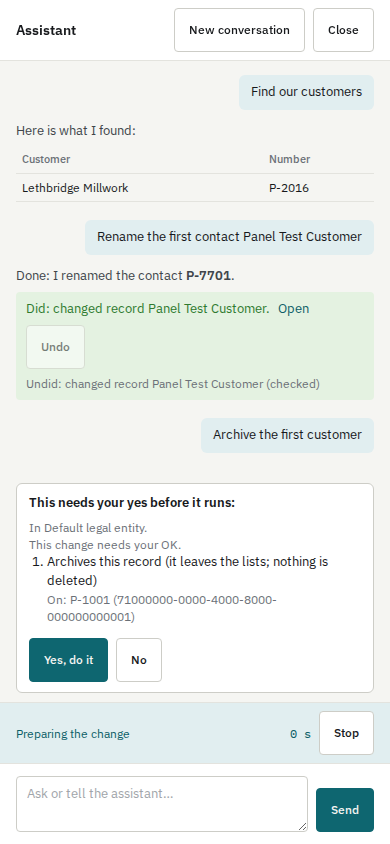 Assistant
New conversation
Close
Find our customers
Here is what I found:
Customer Number
Lethbridge Millwork P-2016
Rename the first contact Panel Test Customer
Done: I renamed the contact P-7701.
Did: changed record Panel Test Customer. Open
Undo
Undid: changed record Panel Test Customer (checked)
Archive the first customer
This needs your yes before it runs:
In Default legal entity.
This change needs your OK.
1. Archives this record (it leaves the lists; nothing is
deleted)
On: P-1001 (71000000-0000-4000-8000-
000000000001)
Yes, do it
No
Preparing the change 0 s Stop
Ask or tell the assistant...
Send